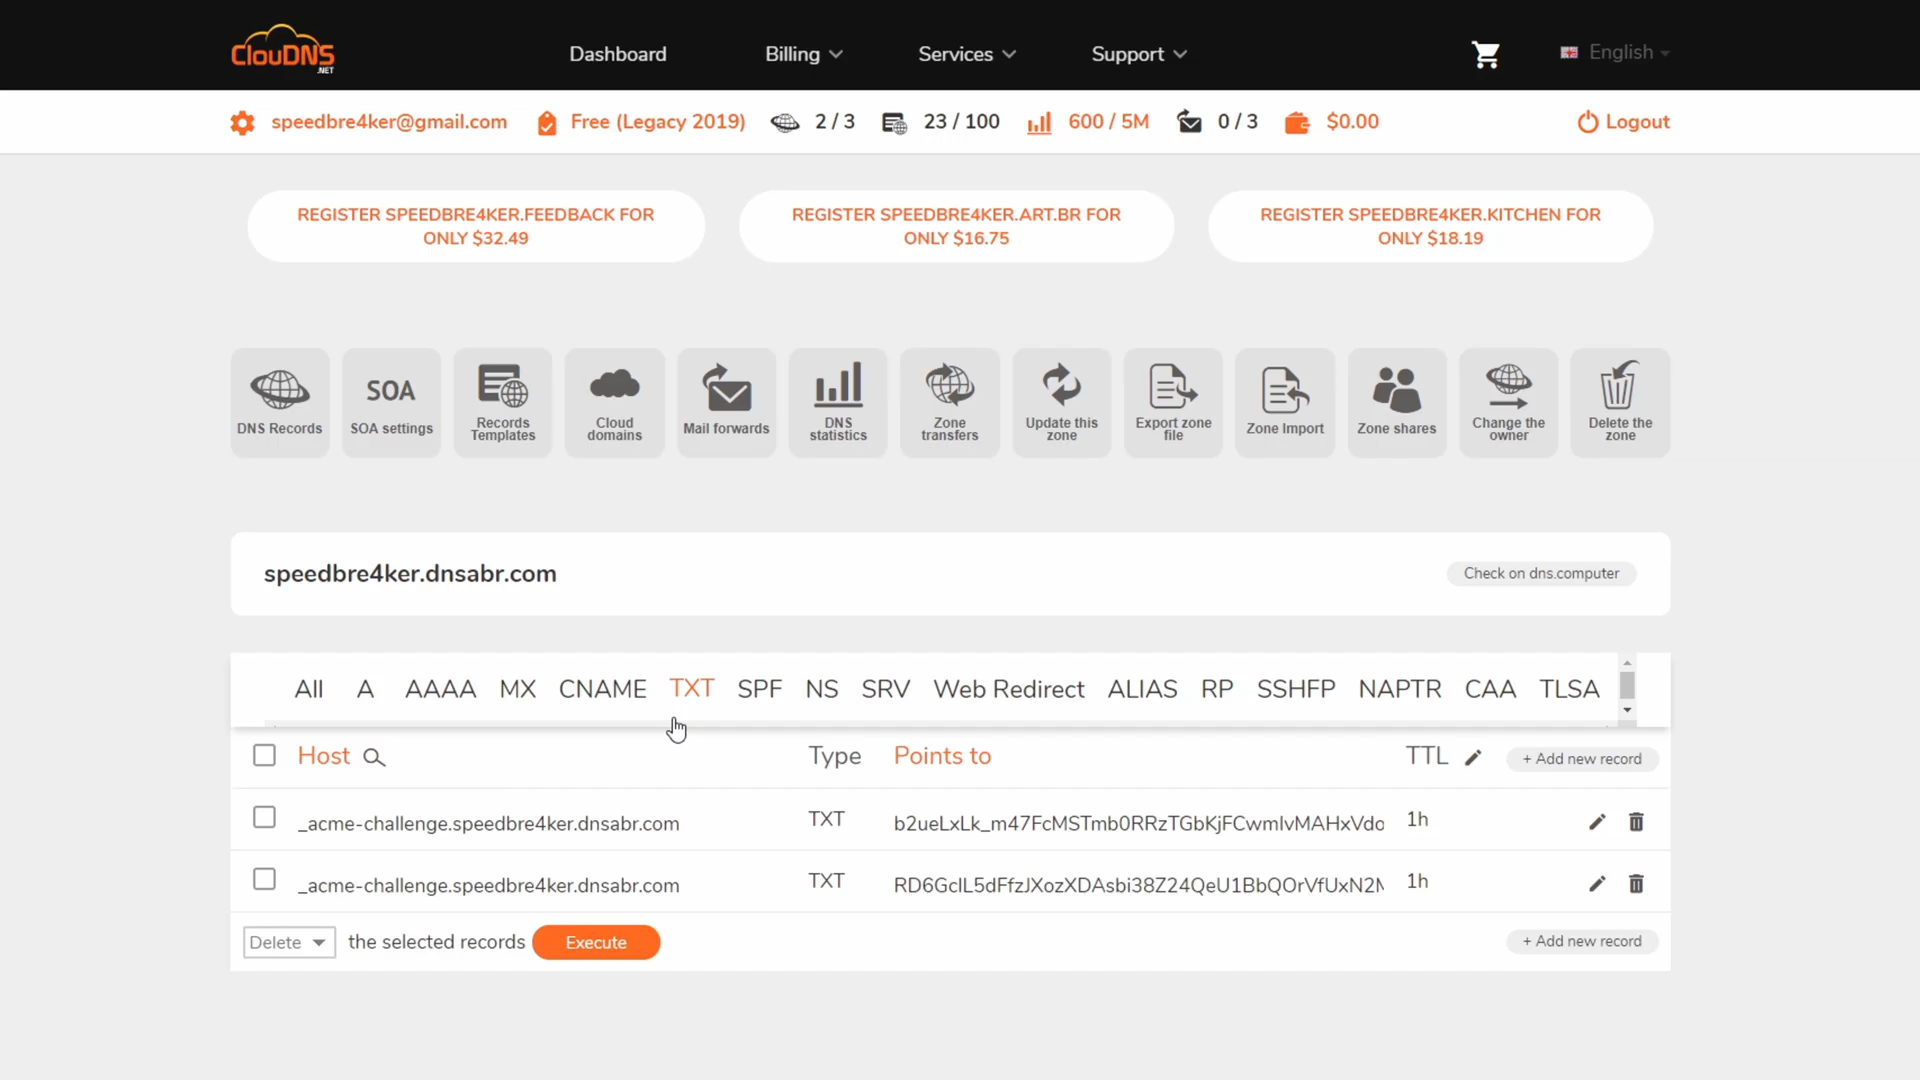 ClouDNS
.NET
Dashboard
Billing
Services
Support
English
speedbre4ker@gmail.com
Free (Legacy 2019)
2 / 3
23 / 100
600 / 5M
0 / 3
$0.00
Logout
REGISTER SPEEDBRE4KER.FEEDBACK FOR
ONLY $32.49
REGISTER SPEEDBRE4KER.ART.BR FOR
ONLY $16.75
REGISTER SPEEDBRE4KER.KITCHEN FOR
ONLY $18.19
DNS Records
SOA
SOA settings
Records
Templates
Cloud
domains
Mail forwards
DNS
statistics
Zone
transfers
Update this
zone
Export zone
file
Zone Import
Zone shares
Change the
owner
Delete the
zone
speedbre4ker.dnsabr.com
Check on dns.computer
All A AAAA MX CNAME TXT SPF NS SRV Web Redirect ALIAS RP SSHFP NAPTR CAA TLSA
Host Type Points to TTL + Add new record
_acme-challenge.speedbre4ker.dnsabr.com TXT 1h
_acme-challenge.speedbre4ker.dnsabr.com TXT 1h
Delete the selected records Execute + Add new record